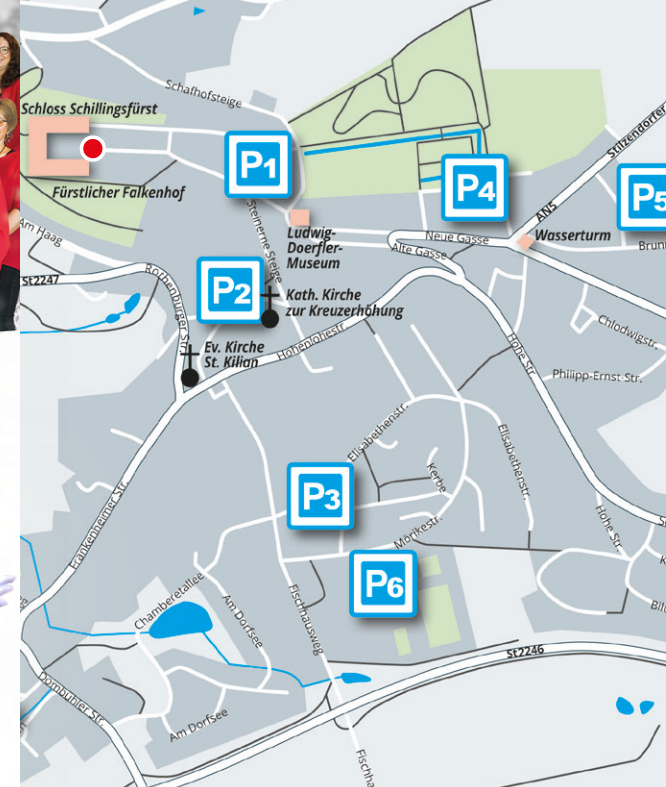 Schafhofsteige
Schloss Schillingsfürst
Stilzendorfer
P1
P4
P5
Fürstlicher Falkenhof
Steinerne Steige
AN5
Am Haag
Ludwig-
Doerfler-
Museum
Neue Gasse
Wasserturm
Alte Gasse
St2247
Rothenburger Str.
P2
Kath. Kirche
zur Kreuzerhöhung
Chlodwigstr.
Ev. Kirche
St. Kilian
Hohenlohestr.
Hohe Str.
Philipp-Ernst Str.
Elisabethenstr.
Elisabethenstr.
Kerbe
P3
Frankenheimer Str.
Mörikestr.
Hohe Str.
P6
Chamberetallee
Fischhausweg
Am Dorfsee
St2246
Dombühler Str.
Am Dorfsee